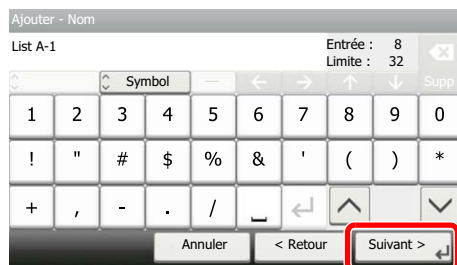 Ajouter - Nom
List A-1
Entrée : 8
Limite : 32
Symbol
Supp
1 2 3 4 5 6 7 8 9 0
! " # $ % & ' ( ) *
+ , - . /
Annuler < Retour Suivant >